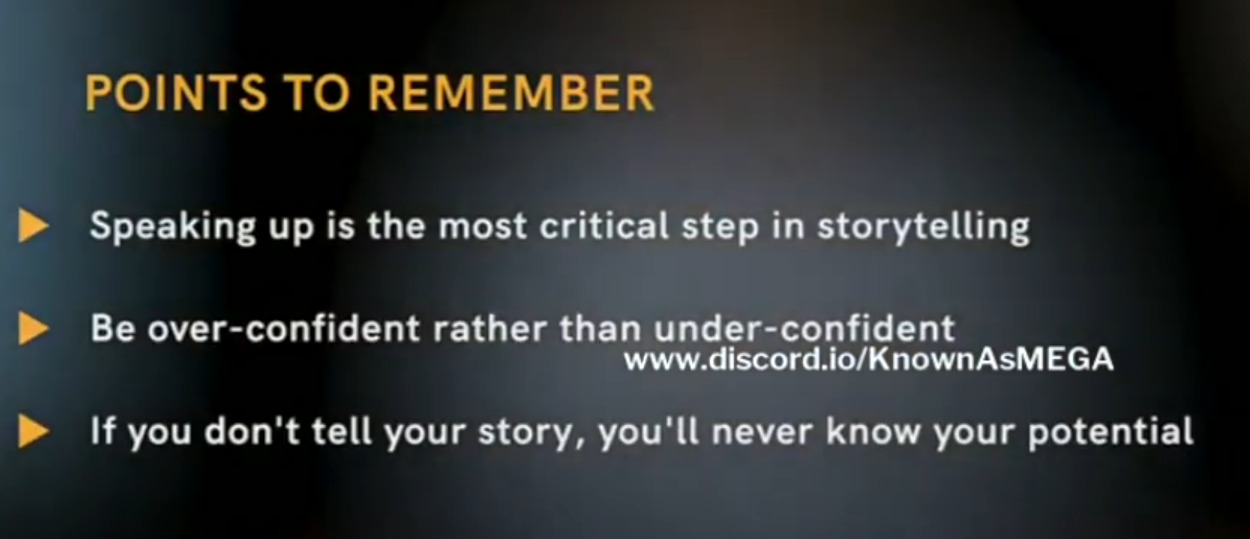 POINTS TO REMEMBER
Speaking up is the most critical step in storytelling
Be over-confident rather than under-confident
www.discord.io/KnownAsMEGA
If you don't tell your story, you'll never know your potential